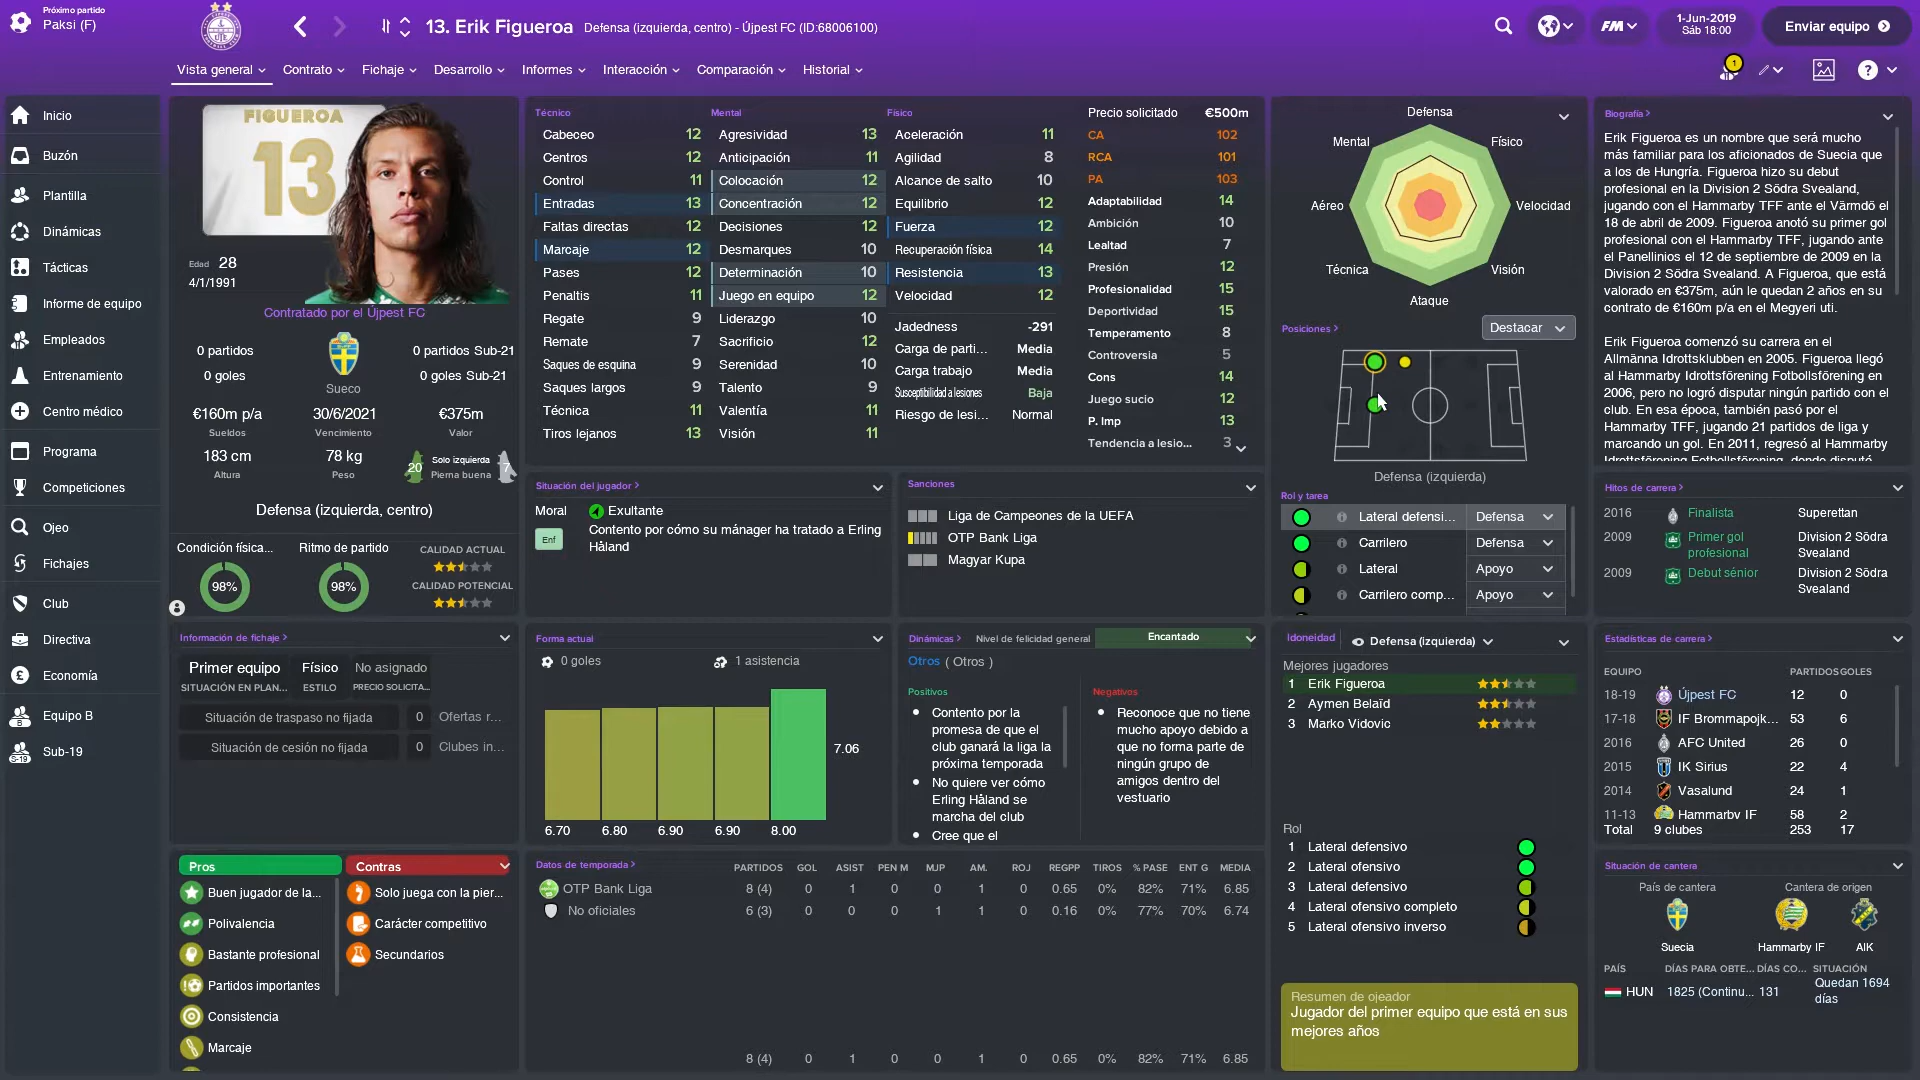 Próximo partido
Paksi (F)
13. Erik Figueroa
Defensa (izquierda, centro) - Újpest FC (ID:68006100)
FM
1-Jun-2019
Sáb 18:00
Enviar equipo
Vista general
Contrato
Fichaje
Desarrollo
Informes
Interacción
Comparación
Historial
1
?
Inicio
Buzón
Plantilla
Dinámicas
Tácticas
Informe de equipo
Empleados
Entrenamiento
Centro médico
Programa
Competiciones
Ojeo
Fichajes
Club
Directiva
Economía
Equipo B
Sub-19
FIGUEROA
13
Edad 28
4/1/1991
Contratado por el Újpest FC
0 partidos
0 goles
Sueco
0 partidos Sub-21
0 goles Sub-21
€160m p/a
Sueldos
30/6/2021
Vencimiento
€375m
Valor
183 cm
Altura
78 kg
Peso
20
Solo izquierda
Pierna buena
7
Defensa (izquierda, centro)
Condición física...
98%
Ritmo de partido
98%
CALIDAD ACTUAL
CALIDAD POTENCIAL
Técnico
Cabeceo 12
Centros 12
Control 11
Entradas 13
Faltas directas 12
Marcaje 12
Pases 12
Penaltis 11
Regate 9
Remate 7
Saques de esquina 9
Saques largos 9
Técnica 11
Tiros lejanos 13
Mental
Agresividad 13
Anticipación 11
Colocación 12
Concentración 12
Decisiones 12
Desmarques 10
Determinación 10
Juego en equipo 12
Liderazgo 10
Sacrificio 12
Serenidad 10
Talento 9
Valentía 11
Visión 11
Físico
Aceleración 11
Agilidad 8
Alcance de salto 10
Equilibrio 12
Fuerza 12
Recuperación física 14
Resistencia 13
Velocidad 12
Jadedness -291
Carga de parti... Media
Carga trabajo Media
Susceptibilidad a lesiones Baja
Riesgo de lesi... Normal
Precio solicitado €500m
CA 102
RCA 101
PA 103
Adaptabilidad 14
Ambición 10
Lealtad 7
Presión 12
Profesionalidad 15
Deportividad 15
Temperamento 8
Controversia 5
Cons 14
Juego sucio 12
P. Imp 13
Tendencia a lesio... 3
Defensa
Mental
Físico
Aéreo
Velocidad
Técnica
Visión
Ataque
Posiciones
Destacar
Defensa (izquierda)
Rol y tarea
Lateral defensi... Defensa
Carrilero Defensa
Lateral Apoyo
Carrilero comp... Apoyo
Biografía
Erik Figueroa es un nombre que será mucho
más familiar para los aficionados de Suecia que
a los de Hungría. Figueroa hizo su debut
profesional en la Division 2 Södra Svealand,
jugando con el Hammarby TFF ante el Värmdö el
18 de abril de 2009. Figueroa anotó su primer gol
profesional con el Hammarby TFF, jugando ante
el Panellinios el 12 de septiembre de 2009 en la
Division 2 Södra Svealand. A Figueroa, que está
valorado en €375m, aún le quedan 2 años en su
contrato de €160m p/a en el Megyeri uti.
Erik Figueroa comenzó su carrera en el
Allmänna Idrottsklubben en 2005. Figueroa llegó
al Hammarby Idrottsförening Fotbollsförening en
2006, pero no logró disputar ningún partido con el
club. En esa época, también pasó por el
Hammarby TFF, jugando 21 partidos de liga y
marcando un gol. En 2011, regresó al Hammarby
Idrottsförening Fotbollsförening, donde disputó
Situación del jugador
Moral Exultante
Enf
Contento por cómo su mánager ha tratado a Erling
Håland
Sanciones
Liga de Campeones de la UEFA
OTP Bank Liga
Magyar Kupa
Hitos de carrera
2016 Finalista Superettan
2009 Primer gol profesional Division 2 Södra Svealand
2009 Debut sénior Division 2 Södra Svealand
Información de fichaje
Primer equipo
SITUACIÓN EN PLAN...
Físico
ESTILO
No asignado
PRECIO SOLICITA...
Situación de traspaso no fijada 0 Ofertas r...
Situación de cesión no fijada 0 Clubes in...
Forma actual
0 goles
1 asistencia
7.06
6.70 6.80 6.90 6.90 8.00
Dinámicas
Nivel de felicidad general
Encantado
Otros ( Otros )
Positivos
Contento por la
promesa de que el
club ganará la liga la
próxima temporada
No quiere ver cómo
Erling Håland se
marcha del club
Cree que el
Negativos
Reconoce que no tiene
mucho apoyo debido a
que no forma parte de
ningún grupo de
amigos dentro del
vestuario
Idoneidad
Defensa (izquierda)
Mejores jugadores
1 Erik Figueroa
2 Aymen Belaïd
3 Marko Vidovic
Rol
1 Lateral defensivo
2 Lateral ofensivo
3 Lateral defensivo
4 Lateral ofensivo completo
5 Lateral ofensivo inverso
Resumen de ojeador
Jugador del primer equipo que está en sus
mejores años
Estadísticas de carrera
EQUIPO PARTIDOS GOLES
18-19 Újpest FC 12 0
17-18 IF Brommapojk... 53 6
2016 AFC United 26 0
2015 IK Sirius 22 4
2014 Vasalund 24 1
11-13 Hammarby IF 58 2
Total 9 clubes 253 17
Pros
Buen jugador de la...
Polivalencia
Bastante profesional
Partidos importantes
Consistencia
Marcaje
Contras
Solo juega con la pier...
Carácter competitivo
Secundarios
Datos de temporada
PARTIDOS GOL ASIST PEN M MJP AM. ROJ REGPP TIROS % PASE ENT G MEDIA
OTP Bank Liga 8 (4) 0 1 0 0 1 0 0.65 0% 82% 71% 6.85
No oficiales 6 (3) 0 0 0 1 1 0 0.16 0% 77% 70% 6.74
8 (4) 0 1 0 0 1 0 0.65 0% 82% 71% 6.85
Situación de cantera
País de cantera
Suecia
Cantera de origen
Hammarby IF
AIK
PAÍS DÍAS PARA OBTE... DÍAS CO... SITUACIÓN
HUN 1825 (Continu... 131 Quedan 1694
días